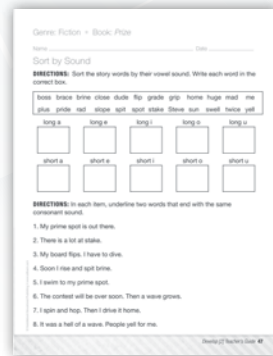 Genre: Fiction • Book: Prize
Name Date
Sort by Sound
DIRECTIONS: Sort the story words by their vowel sound. Write each word in the correct box.
boss brace brine close dude flip grade grip home huge mad me
plus pride rad slope spit spot stake Steve sun swell twice yell
long a long e long i long o long u
short a short e short i short o short u
DIRECTIONS: In each item, underline two words that end with the same consonant sound.
1. My prime spot is out there.
2. There is a lot at stake.
3. My board flips. I have to dive.
4. Soon I rise and spit brine.
5. I swim to my prime spot.
6. The contest will be over soon. Then a wave grows.
7. I spin and hop. Then I drive it home.
8. It was a hell of a wave. People yell for me.
Teacher's Guide 47